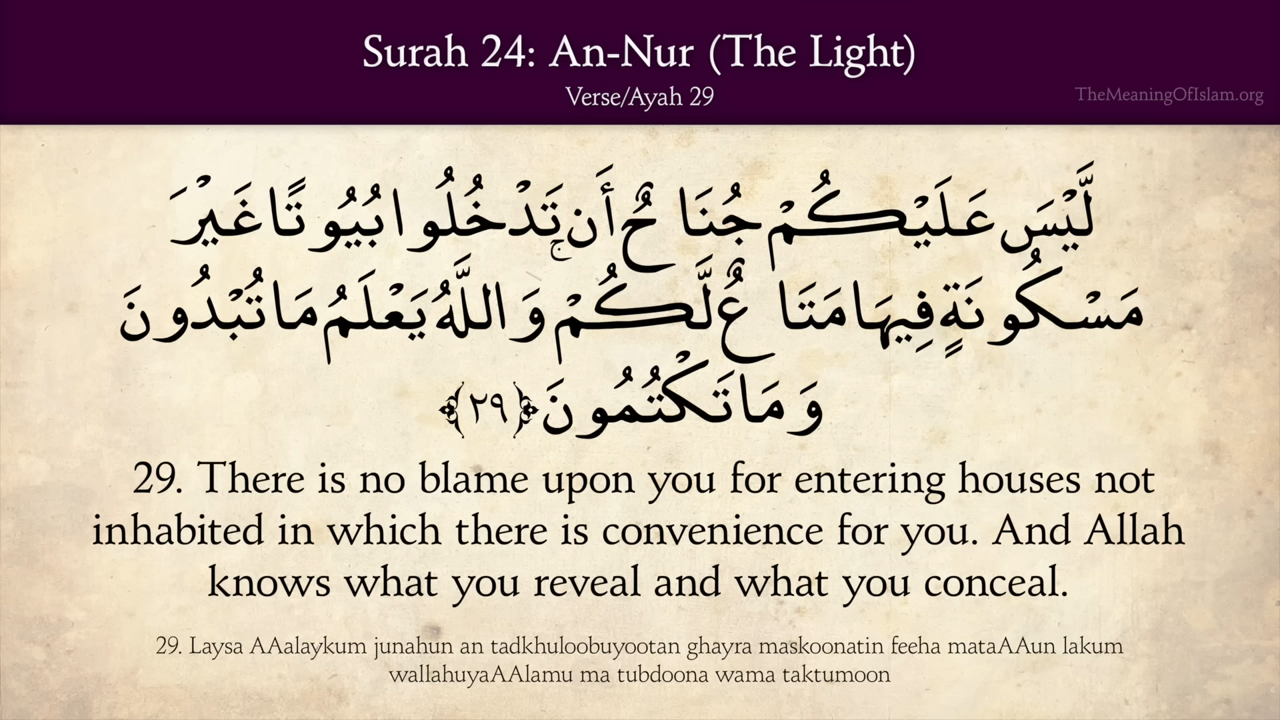 Surah 24: An-Nur (The Light)
Verse/Ayah 29
TheMeaningOfIslam.org
لَّيْسَ عَلَيْكُمْ جُنَاحٌ أَن تَدْخُلُوا بُيُوتًا غَيْرَ
مَسْكُونَةٍ فِيهَا مَتَاعٌ لَّكُمْ وَاللَّهُ يَعْلَمُ مَا تُبْدُونَ
وَمَا تَكْتُمُونَ ﴿٢٩﴾
29. There is no blame upon you for entering houses not
inhabited in which there is convenience for you. And Allah
knows what you reveal and what you conceal.
29. Laysa AAalaykum junahun an tadkhuloobuyootan ghayra maskoonatin feeha mataAAun lakum
wallahuyaAAlamu ma tubdoona wama taktumoon